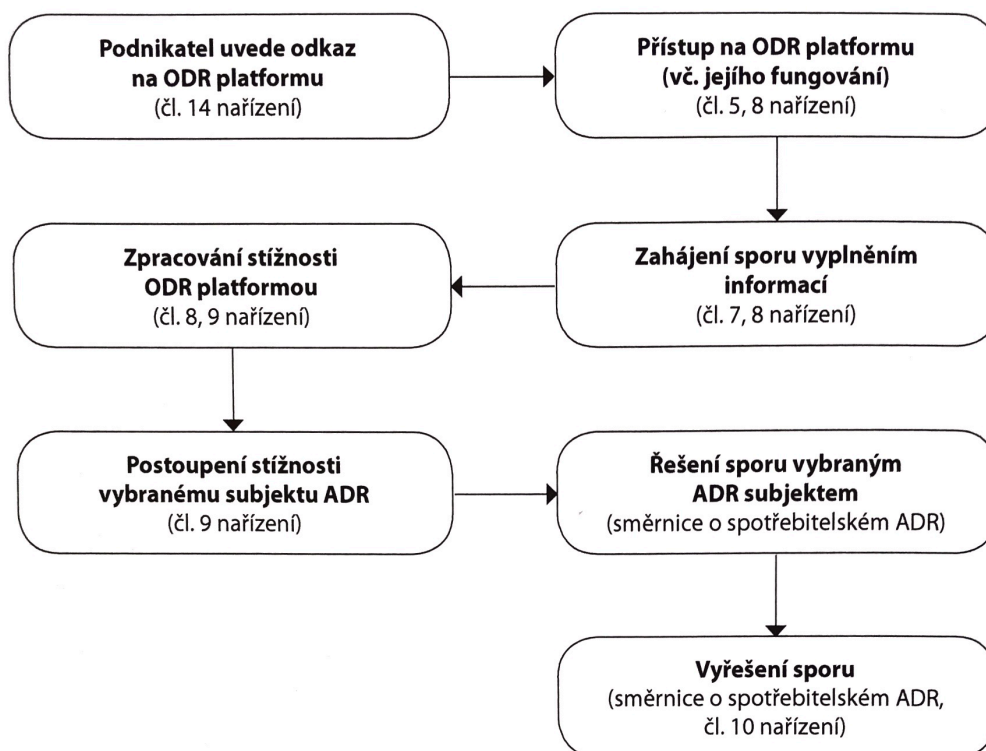 Podnikatel uvede odkaz
na ODR platformu
(čl. 14 nařízení)
Přístup na ODR platformu
(vč. jejího fungování)
(čl. 5, 8 nařízení)
Zahájení sporu vyplněním
informací
(čl. 7, 8 nařízení)
Zpracování stížnosti
ODR platformou
(čl. 8, 9 nařízení)
Postoupení stížnosti
vybranému subjektu ADR
(čl. 9 nařízení)
Řešení sporu vybraným
ADR subjektem
(směrnice o spotřebitelském ADR)
Vyřešení sporu
(směrnice o spotřebitelském ADR,
čl. 10 nařízení)